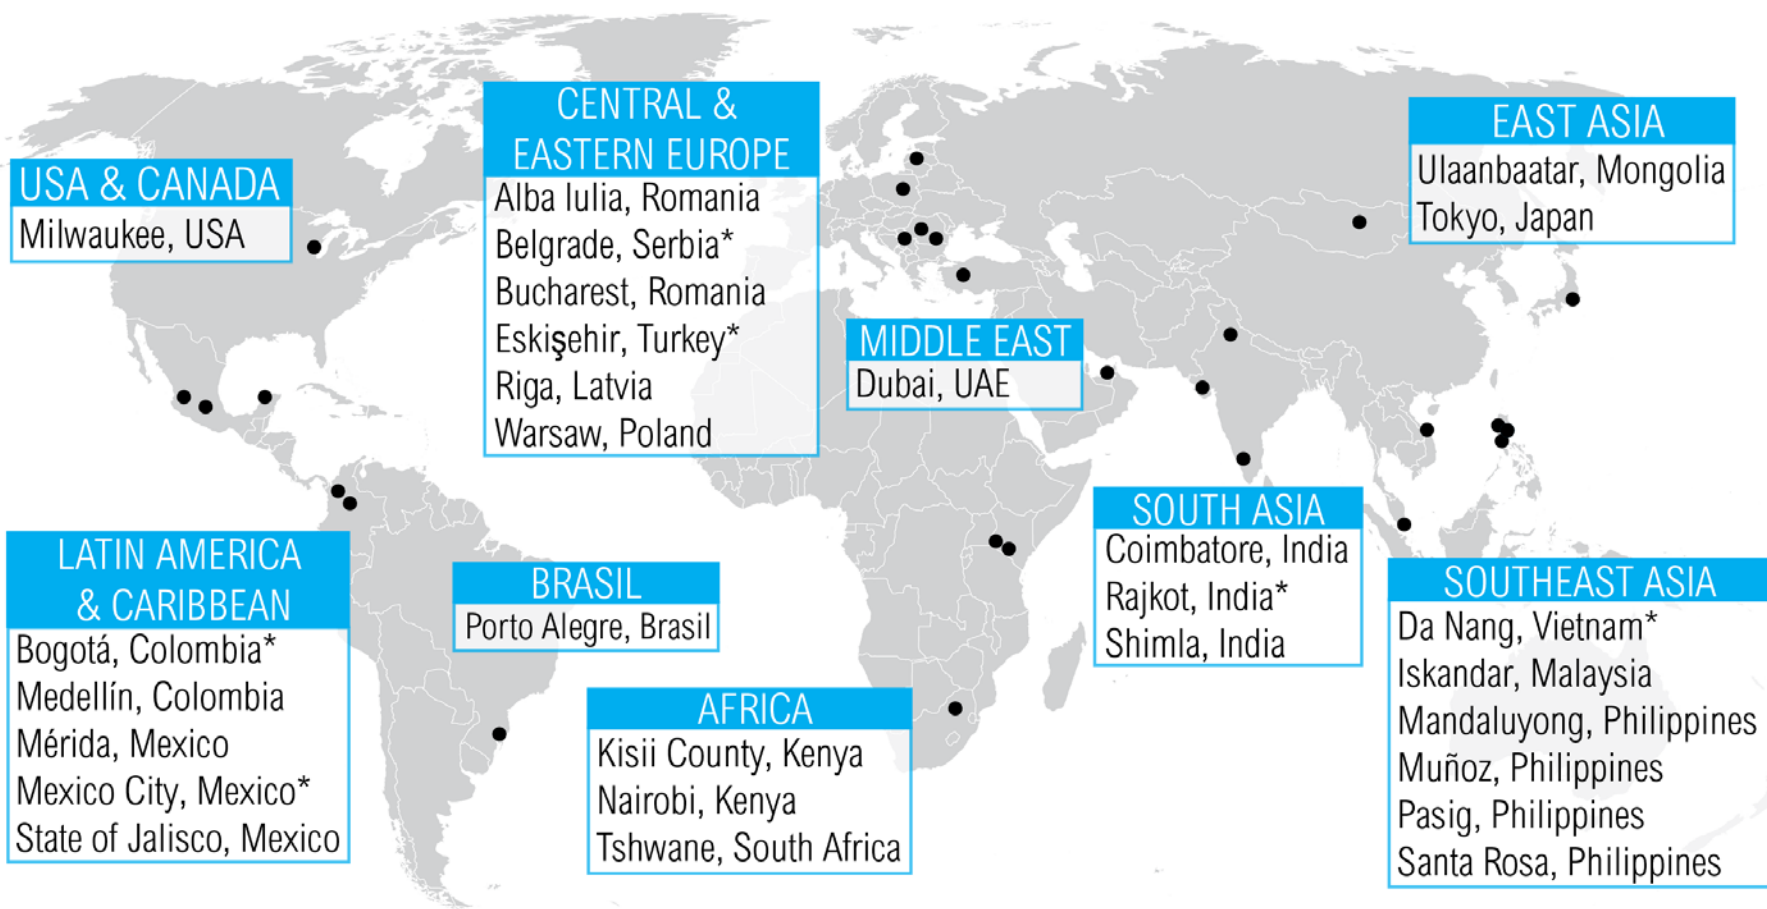 USA & CANADA
Milwaukee, USA
CENTRAL &
EASTERN EUROPE
Alba Iulia, Romania
Belgrade, Serbia*
Bucharest, Romania
Eskişehir, Turkey*
Riga, Latvia
Warsaw, Poland
EAST ASIA
Ulaanbaatar, Mongolia
Tokyo, Japan
MIDDLE EAST
Dubai, UAE
LATIN AMERICA
& CARIBBEAN
Bogotá, Colombia*
Medellín, Colombia
Mérida, Mexico
Mexico City, Mexico*
State of Jalisco, Mexico
BRASIL
Porto Alegre, Brasil
AFRICA
Kisii County, Kenya
Nairobi, Kenya
Tshwane, South Africa
SOUTH ASIA
Coimbatore, India
Rajkot, India*
Shimla, India
SOUTHEAST ASIA
Da Nang, Vietnam*
Iskandar, Malaysia
Mandaluyong, Philippines
Muñoz, Philippines
Pasig, Philippines
Santa Rosa, Philippines